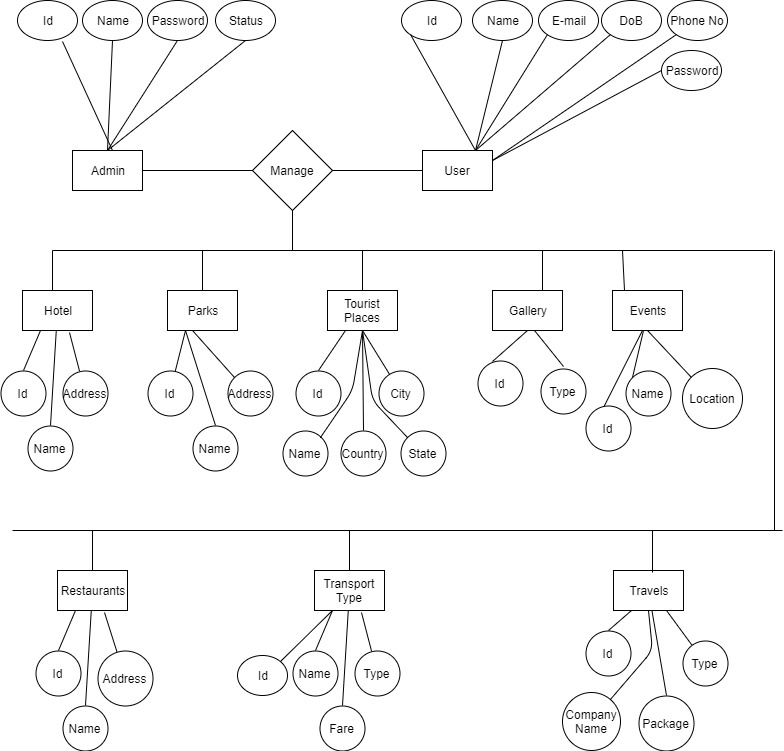 Id
Name
Password
Status
Id
Name
E-mail
DoB
Phone No
Password
Admin
Manage
User
Hotel
Parks
Tourist
Places
Gallery
Events
Id
Address
Name
Id
Address
Name
Id
City
Name
Country
State
Id
Type
Id
Name
Location
Restaurants
Transport
Type
Travels
Id
Address
Name
Id
Name
Type
Fare
Id
Type
Company
Name
Package